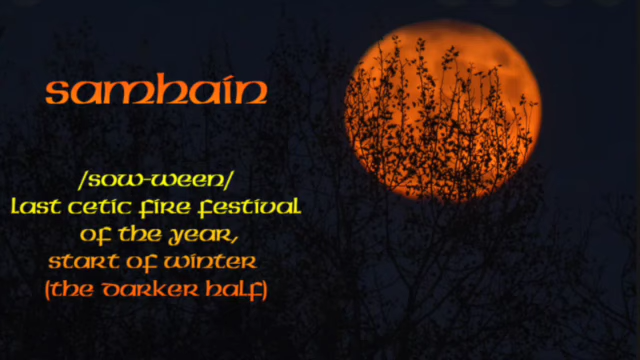 samhain
/sow-ween/
last cetic fire festival
of the year,
start of winter
(the darker half)